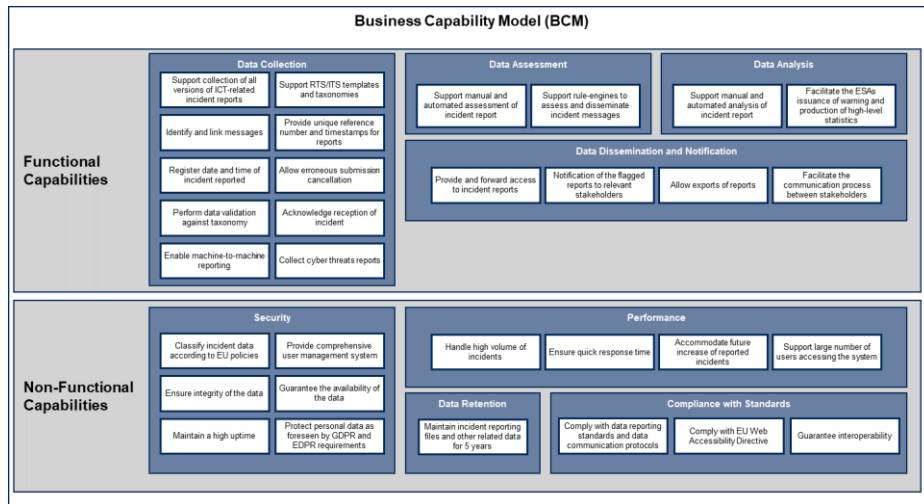 Business Capability Model (BCM)
Functional
Capabilities
Data Collection
Support collection of all
versions of ICT-related
incident reports
Support RTS/ITS templates
and taxonomies
Identify and link messages
Provide unique reference
number and timestamps for
reports
Register date and time of
incident reported
Allow erroneous submission
cancellation
Perform data validation
against taxonomy
Acknowledge reception of
incident
Enable machine-to-machine
reporting
Collect cyber threats reports
Data Assessment
Support manual and
automated assessment of
incident report
Support rule-engines to
assess and disseminate
incident messages
Data Analysis
Support manual and
automated analysis of
incident report
Facilitate the ESAs
issuance of warning and
production of high-level
statistics
Data Dissemination and Notification
Provide and forward access
to incident reports
Notification of the flagged
reports to relevant
stakeholders
Allow exports of reports
Facilitate the
communication process
between stakeholders
Non-Functional
Capabilities
Security
Classify incident data
according to EU policies
Provide comprehensive
user management system
Ensure integrity of the data
Guarantee the availability of
the data
Maintain a high uptime
Protect personal data as
foreseen by GDPR and
EDPR requirements
Performance
Handle high volume of
incidents
Ensure quick response time
Accommodate future
increase of reported
incidents
Support large number of
users accessing the system
Data Retention
Maintain incident reporting
files and other related data
for 5 years
Compliance with Standards
Comply with data reporting
standards and data
communication protocols
Comply with EU Web
Accessibility Directive
Guarantee interoperability